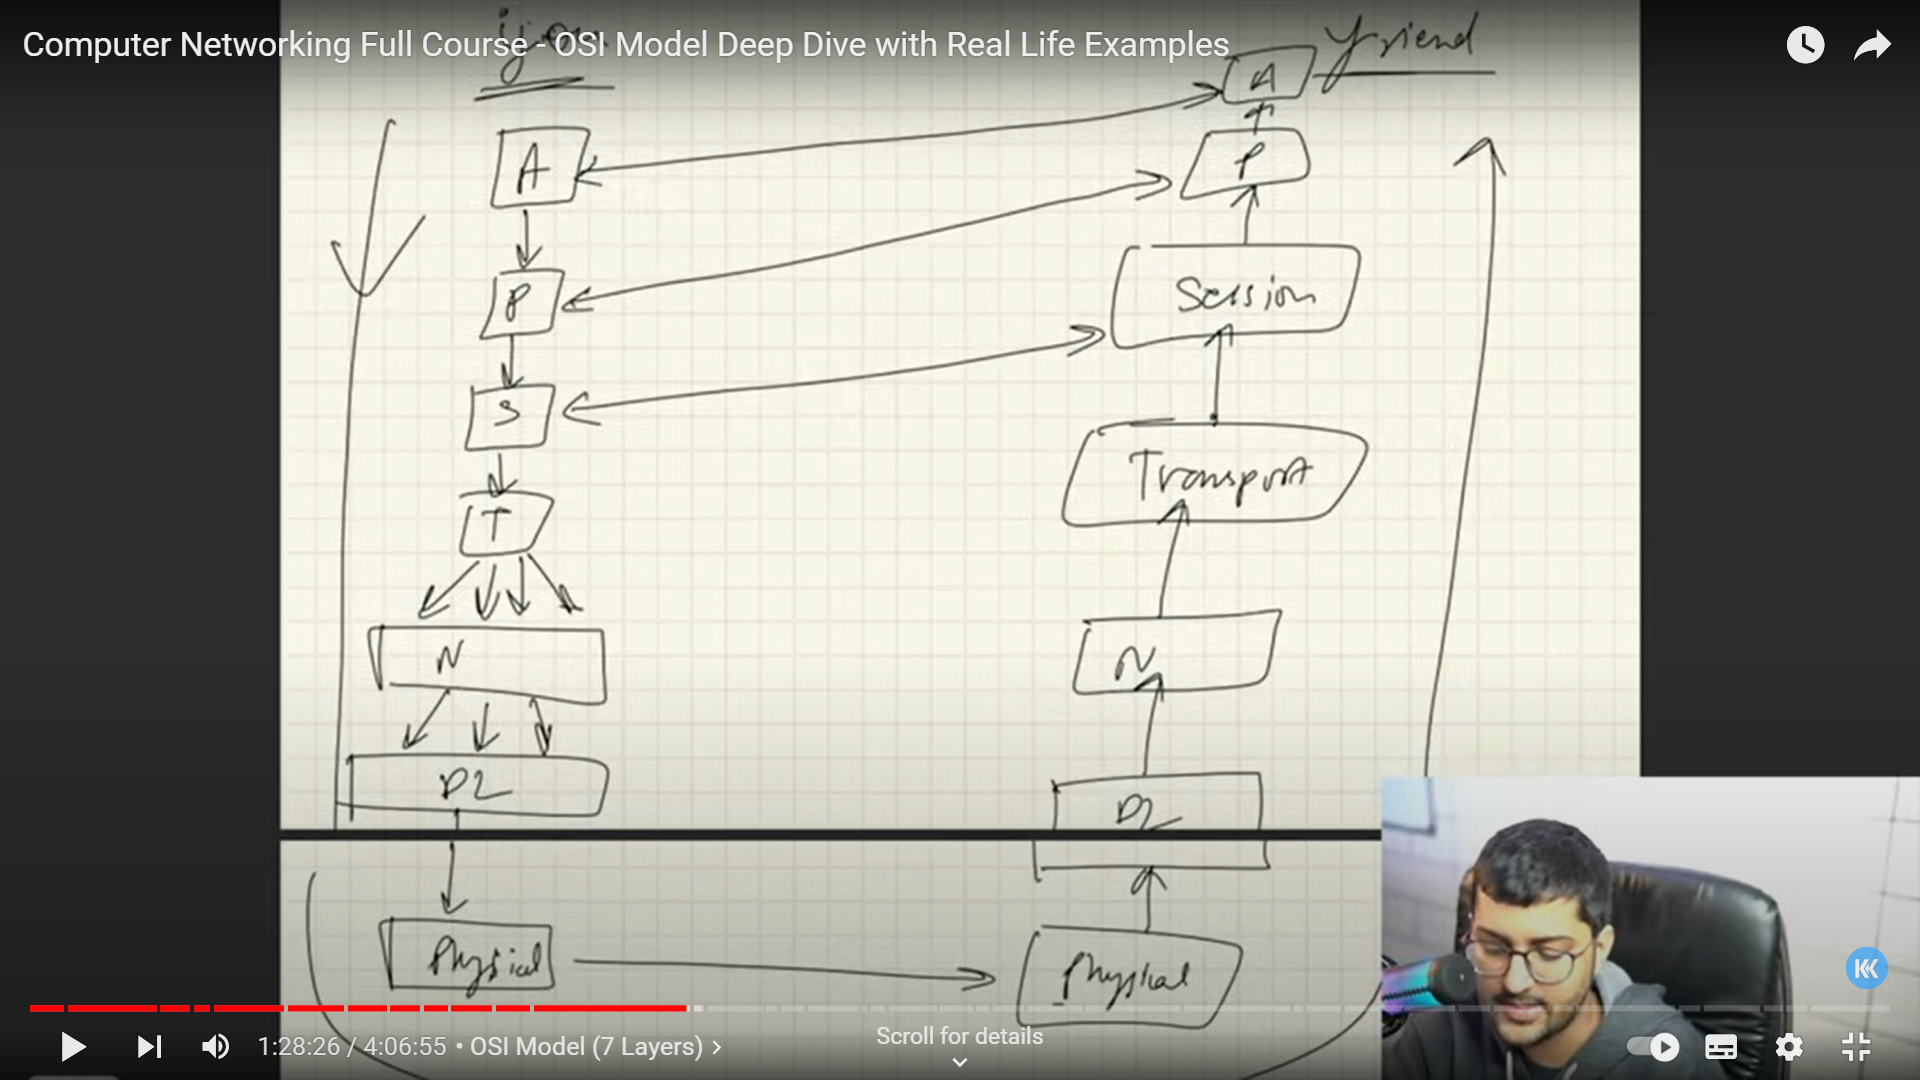 Computer Networking Full Course - OSI Model Deep Dive with Real Life Examples
friend
A
A
P
P
S
Session
T
Transport
N
N
DL
DL
Physical
Physical
Scroll for details
1:28:26 / 4:06:55 • OSI Model (7 Layers)